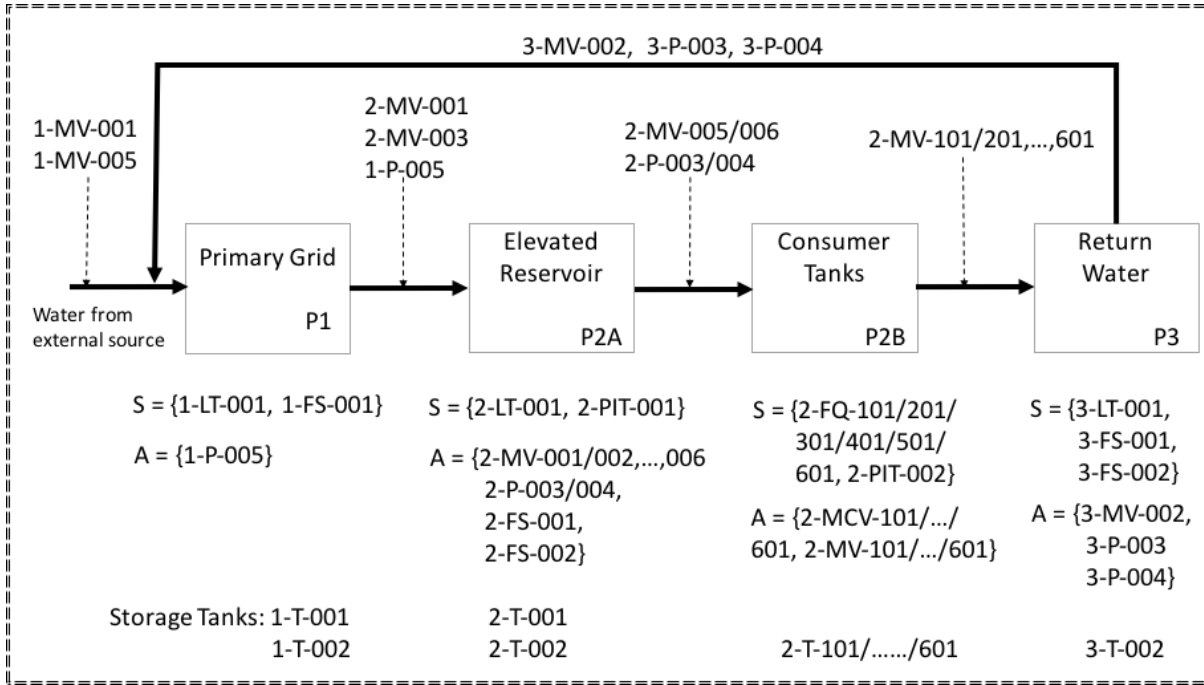 3-MV-002, 3-P-003, 3-P-004
1-MV-001
1-MV-005
2-MV-001
2-MV-003
1-P-005
2-MV-005/006
2-P-003/004
2-MV-101/201,...,601
Water from
external source
Primary Grid
P1
Elevated
Reservoir
P2A
Consumer
Tanks
P2B
Return
Water
P3
S = {1-LT-001, 1-FS-001}
A = {1-P-005}
S = {2-LT-001, 2-PIT-001}
A = {2-MV-001/002,...,006
2-P-003/004,
2-FS-001,
2-FS-002}
S = {2-FQ-101/201/
301/401/501/
601, 2-PIT-002}
A = {2-MCV-101/.../
601, 2-MV-101/.../601}
S = {3-LT-001,
3-FS-001,
3-FS-002}
A = {3-MV-002,
3-P-003
3-P-004}
Storage Tanks: 1-T-001
1-T-002
2-T-001
2-T-002
2-T-101/....../601
3-T-002